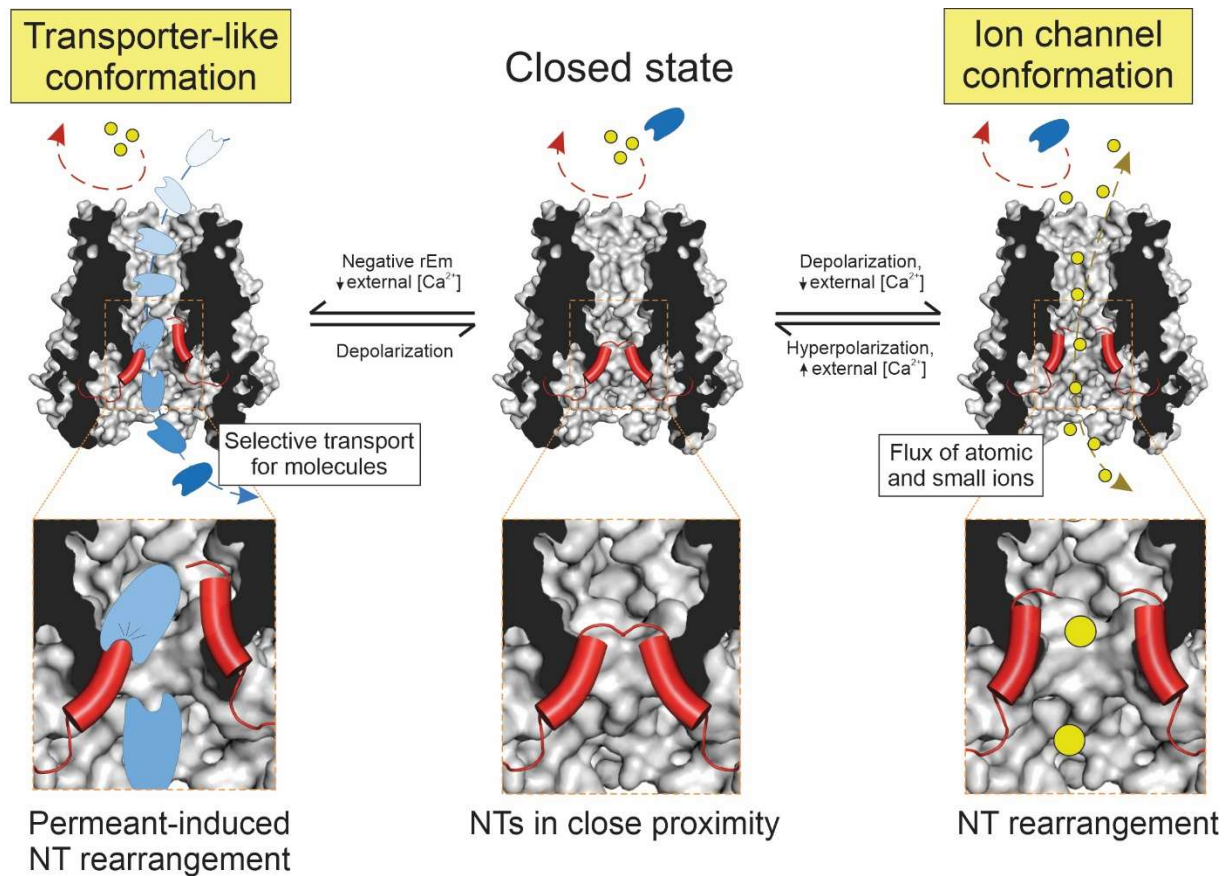 Transporter-like
conformation
Closed state
Ion channel
conformation
Negative rEm
↓ external [Ca²⁺]
Depolarization
Depolarization,
↓ external [Ca²⁺]
Hyperpolarization,
↑ external [Ca²⁺]
Selective transport
for molecules
Flux of atomic
and small ions
Permeant-induced
NT rearrangement
NTs in close proximity
NT rearrangement